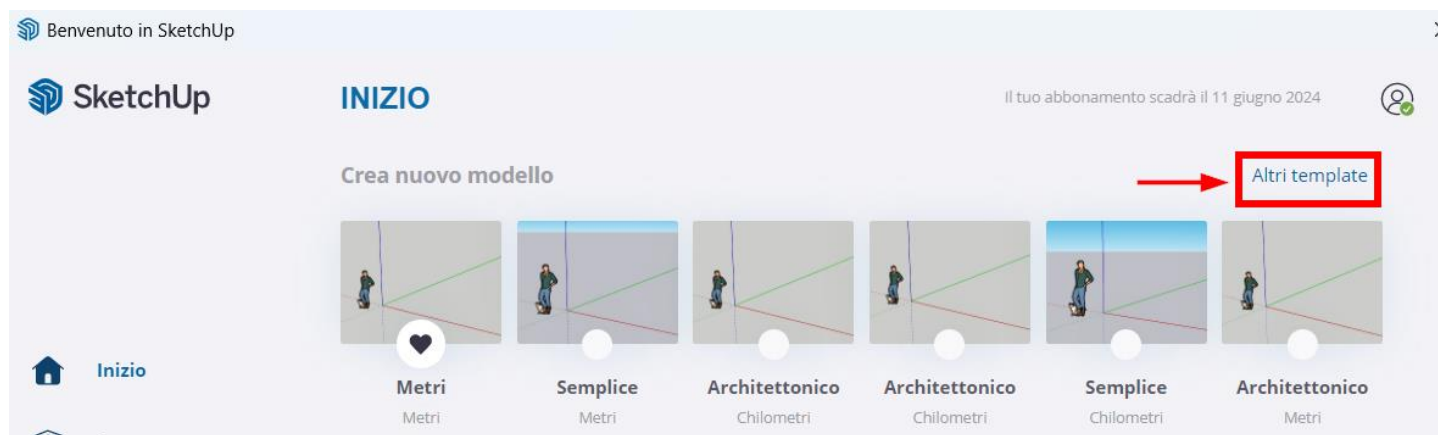 Benvenuto in SketchUp
SketchUp
INIZIO
Il tuo abbonamento scadrà il 11 giugno 2024
Crea nuovo modello
Altri template
Inizio
Metri
Semplice
Architettonico
Architettonico
Semplice
Architettonico
Metri
Metri
Chilometri
Chilometri
Chilometri
Metri